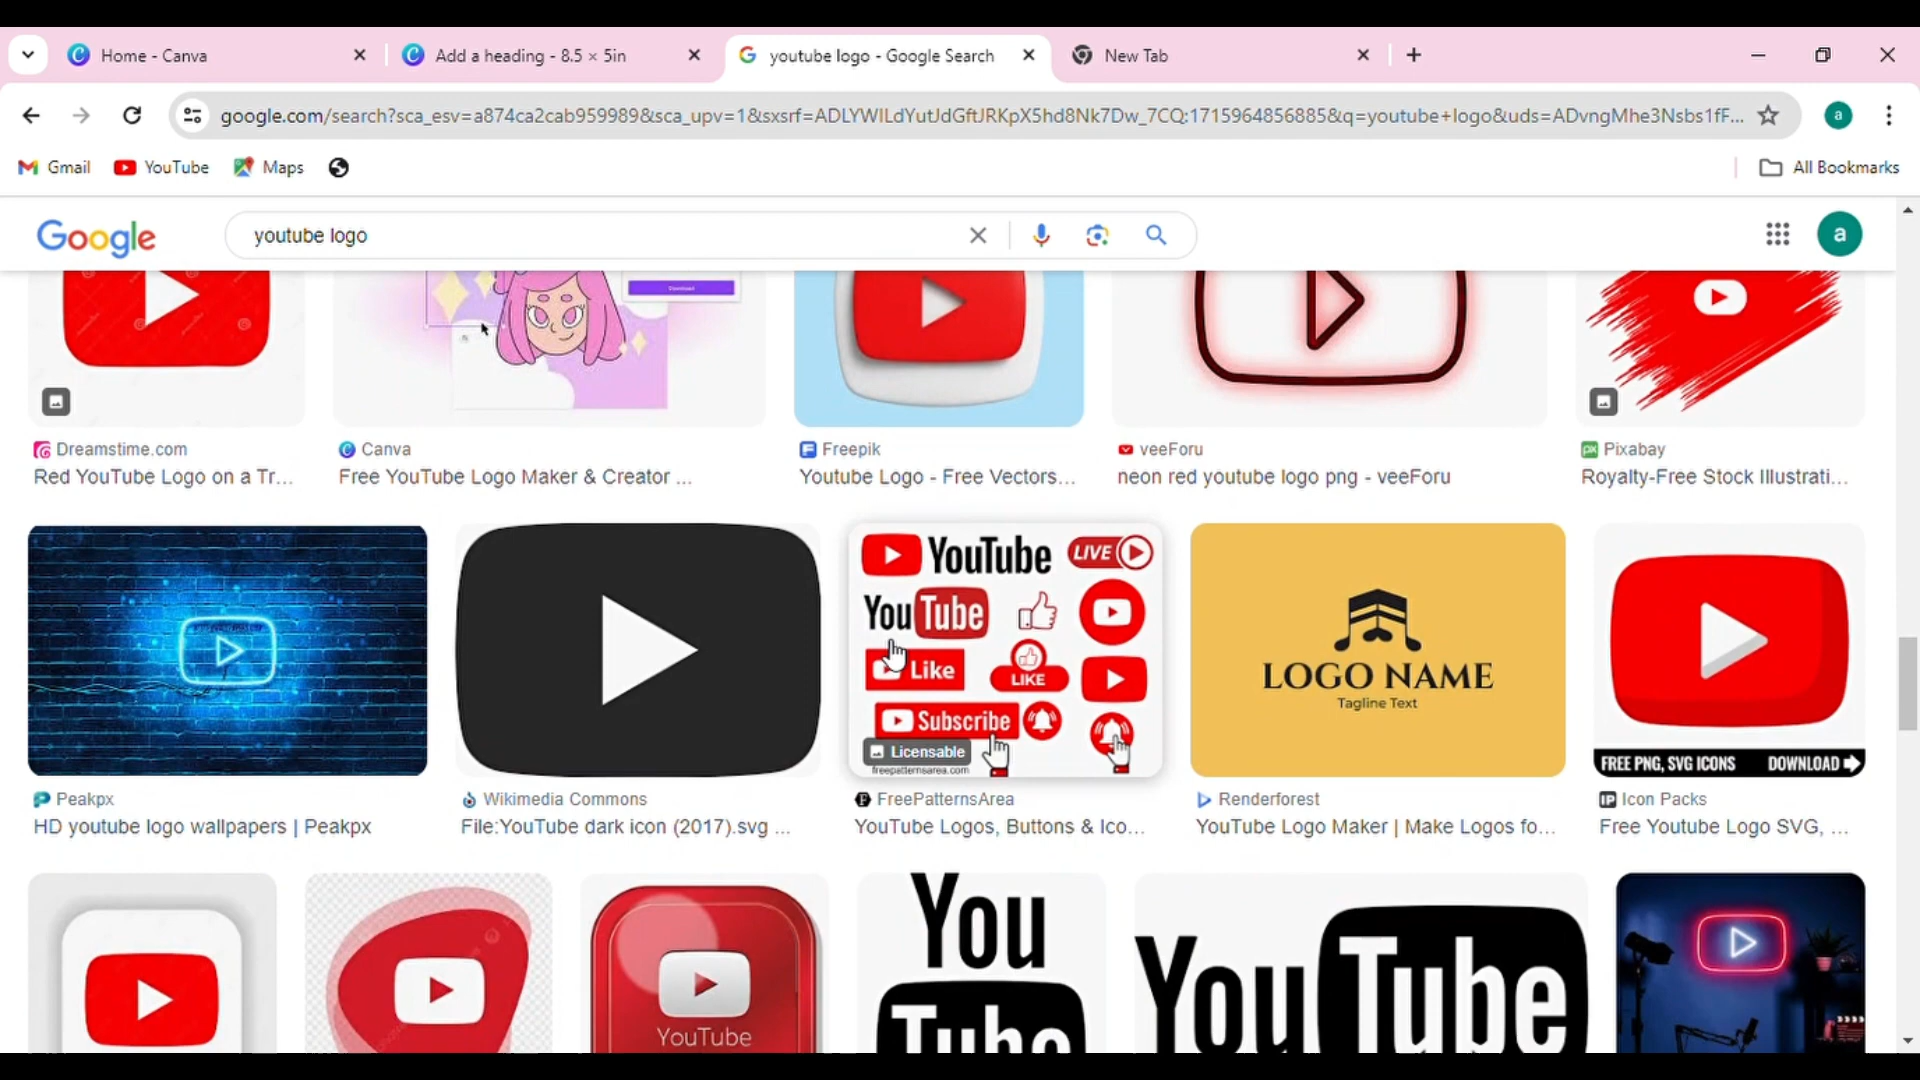 Home - Canva
Add a heading - 8.5 × 5in
youtube logo - Google Search
New Tab
google.com/search?sca_esv=a874ca2cab959989&sca_upv=1&sxsrf=ADLYWILdYutJdGftJRKpX5hd8Nk7Dw_7CQ:1715964856885&q=youtube+logo&uds=ADvngMhe3Nsbs1fF...
a
Gmail
YouTube
Maps
All Bookmarks
Google
youtube logo
a
Download
Dreamstime.com
Red YouTube Logo on a Tr...
Canva
Free YouTube Logo Maker & Creator ...
Freepik
Youtube Logo - Free Vectors...
veeForu
neon red youtube logo png - veeForu
px Pixabay
Royalty-Free Stock Illustrati...
YouTube
LIVE
YouTube
Like
LIKE
Subscribe
Licensable
freepatternsarea.com
LOGO NAME
Tagline Text
FREE PNG, SVG ICONS DOWNLOAD
Peakpx
HD youtube logo wallpapers | Peakpx
Wikimedia Commons
File:YouTube dark icon (2017).svg ...
FreePatternsArea
YouTube Logos, Buttons & Ico...
Renderforest
YouTube Logo Maker | Make Logos fo...
IP Icon Packs
Free Youtube Logo SVG, ...
YouTube
You
Tube
YouTube